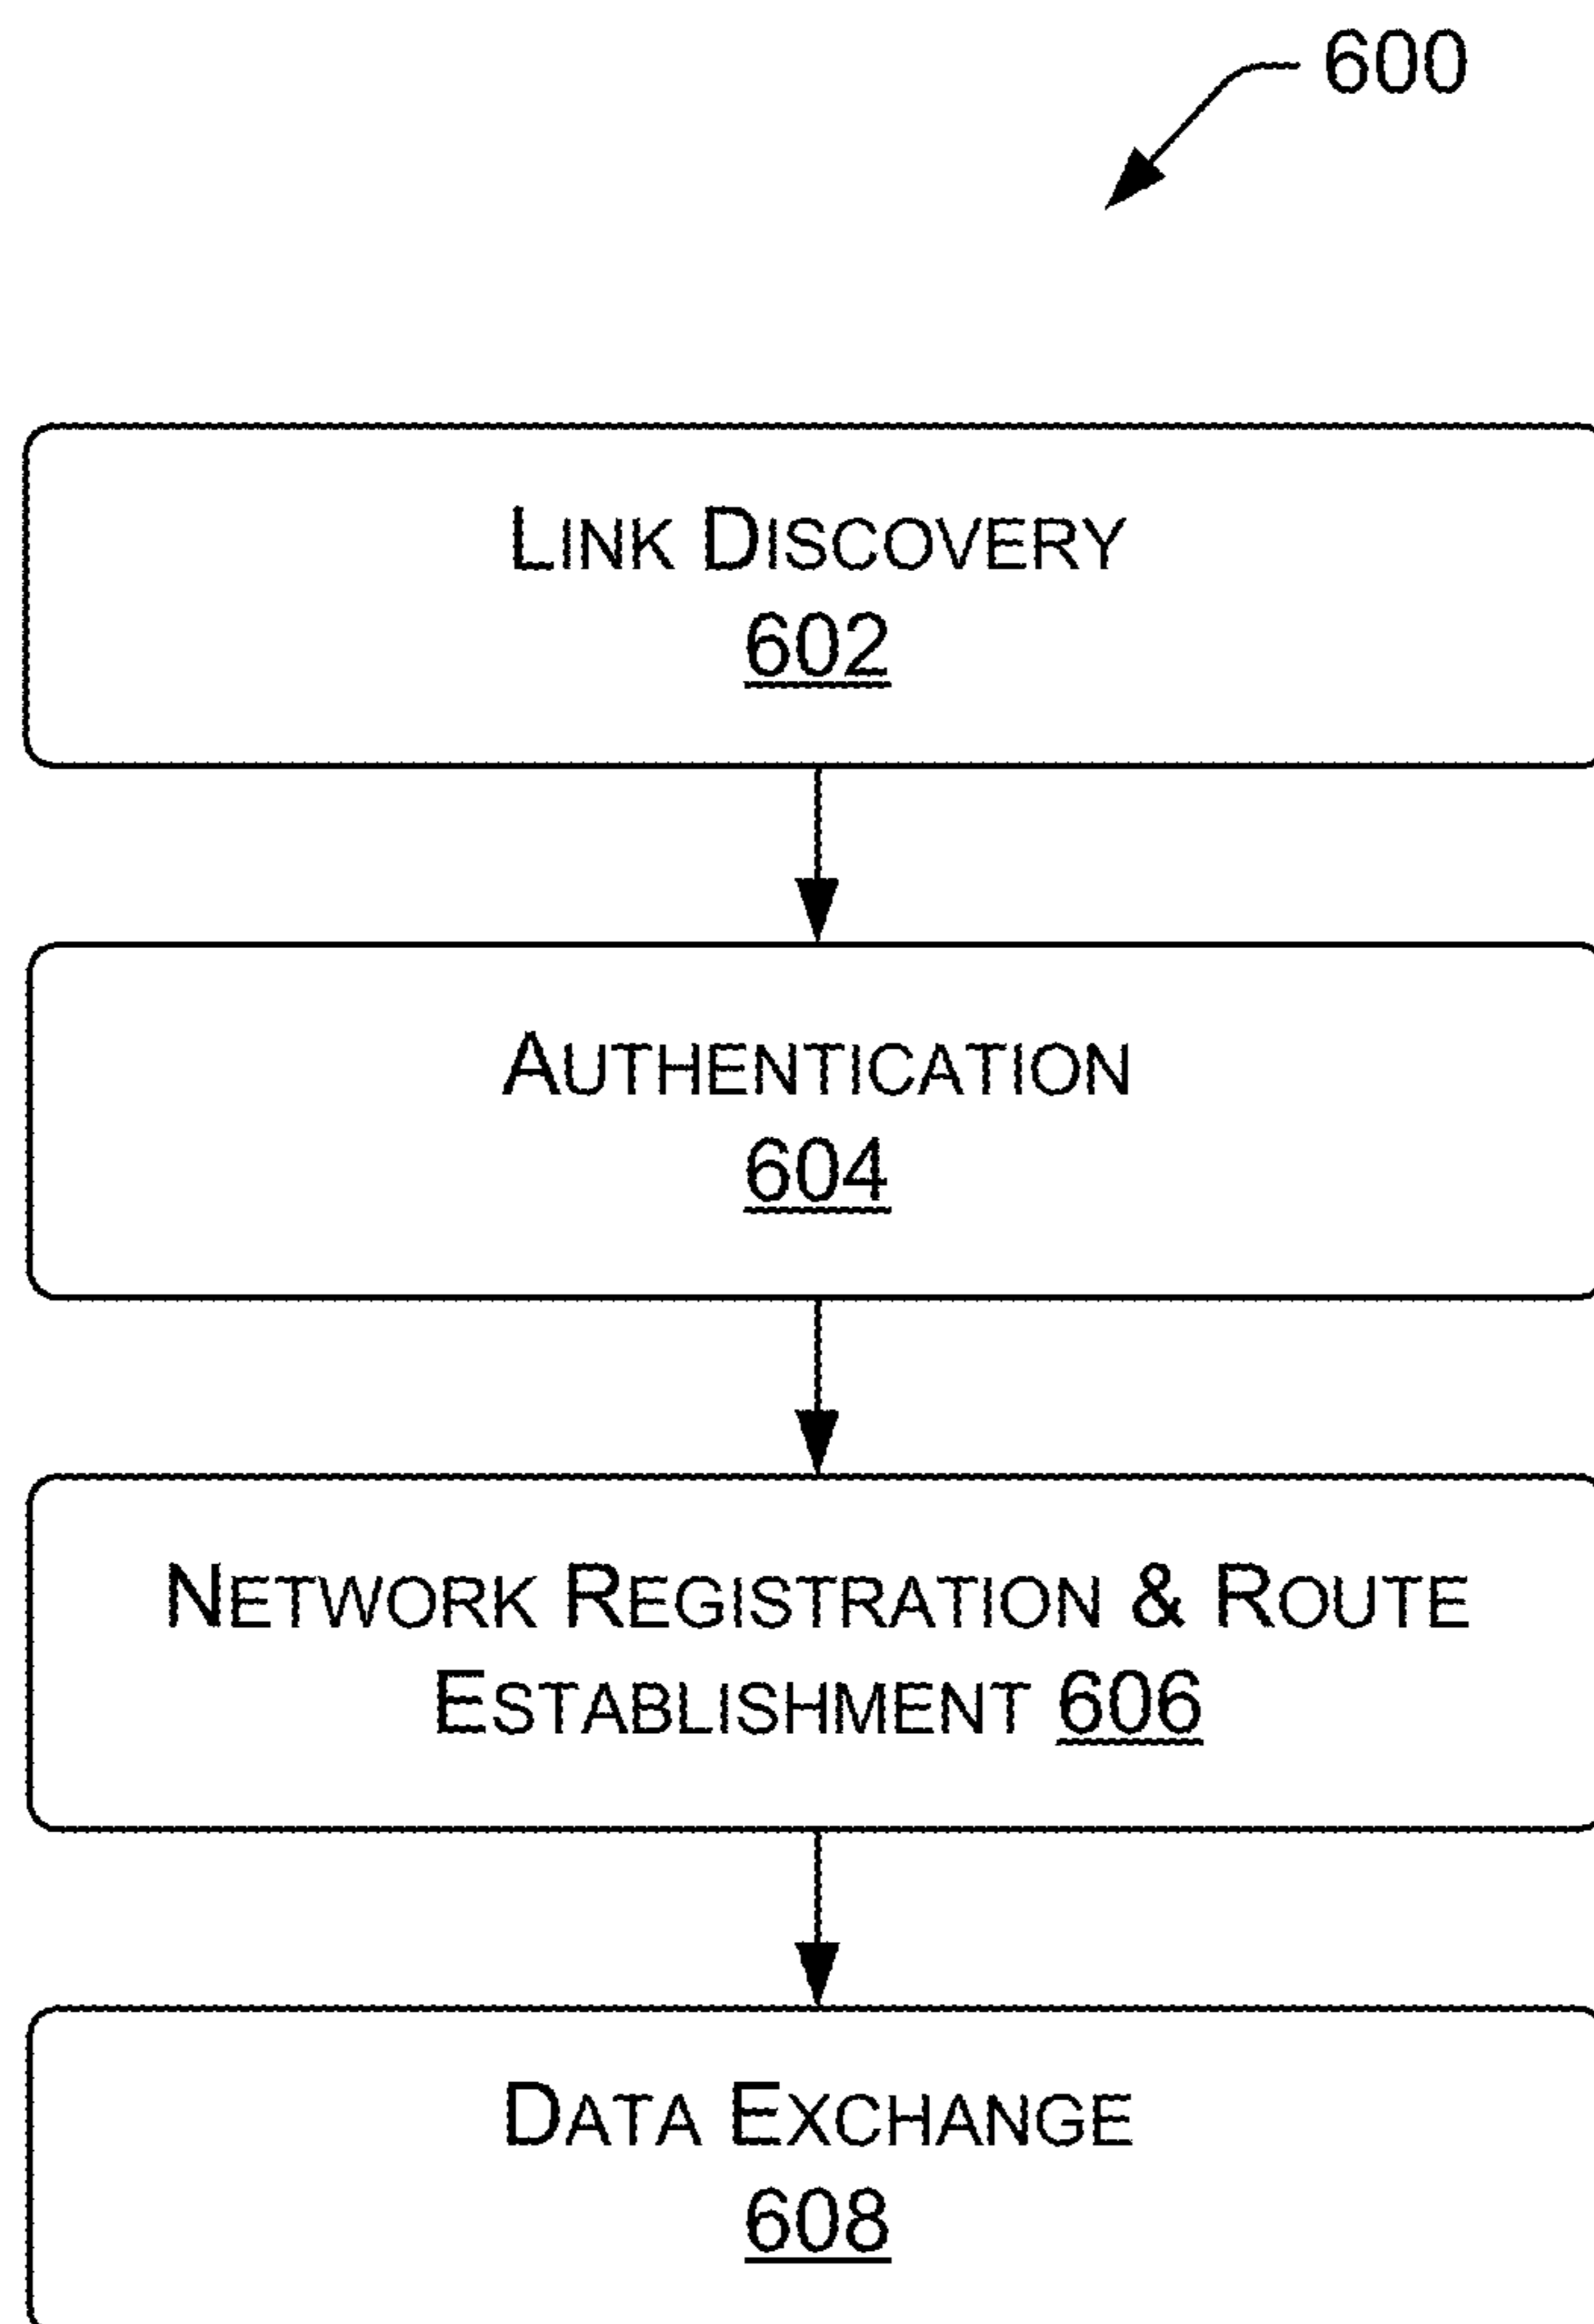 600
LINK DISCOVERY
602
AUTHENTICATION
604
NETWORK REGISTRATION & ROUTE
ESTABLISHMENT 606
DATA EXCHANGE
608